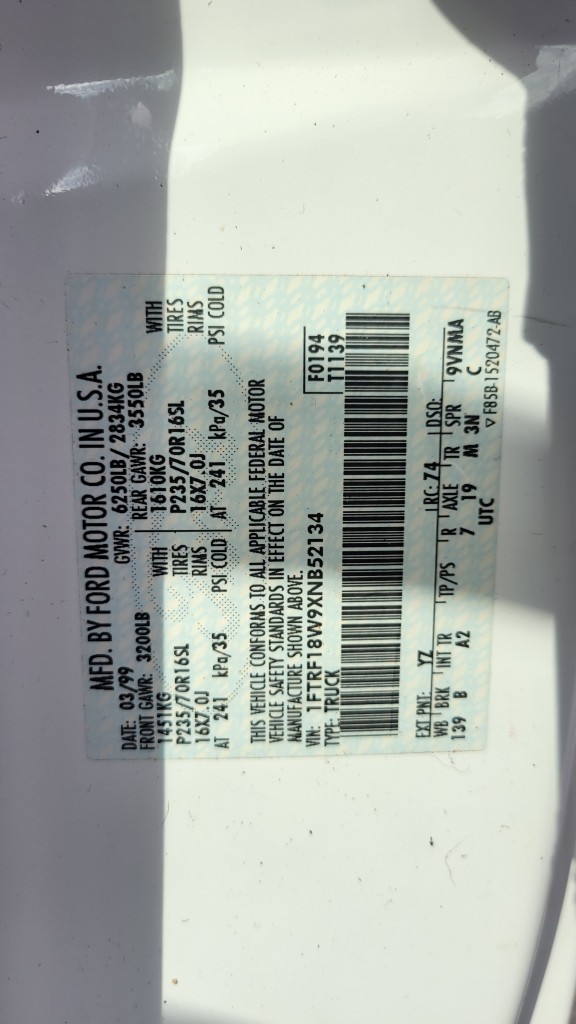 MFD. BY FORD MOTOR CO. IN U.S.A.
DATE: 03/99 GVWR: 6250LB/ 2834KG
FRONT GAWR: 3200LB REAR GAWR: 3550LB
1451KG WITH 1610KG WITH
P235/70R16SL TIRES P235/70R16SL TIRES
16X7.0J RIMS 16X7.0J RIMS
AT 241 kPa/35 PSI COLD AT 241 kPa/35 PSI COLD
THIS VEHICLE CONFORMS TO ALL APPLICABLE FEDERAL MOTOR
VEHICLE SAFETY STANDARDS IN EFFECT ON THE DATE OF
MANUFACTURE SHOWN ABOVE.
VIN: 1FTRF18W9XNB52134 F0194
TYPE: TRUCK T1139
EXT PNT: YZ RC: 74 DSO:
WB BRK INT TR TP/PS R AXLE TR SPR 9VNMA
139 B A2 7 19 M 3N C
UTC ▽ F85B-1520472-AB